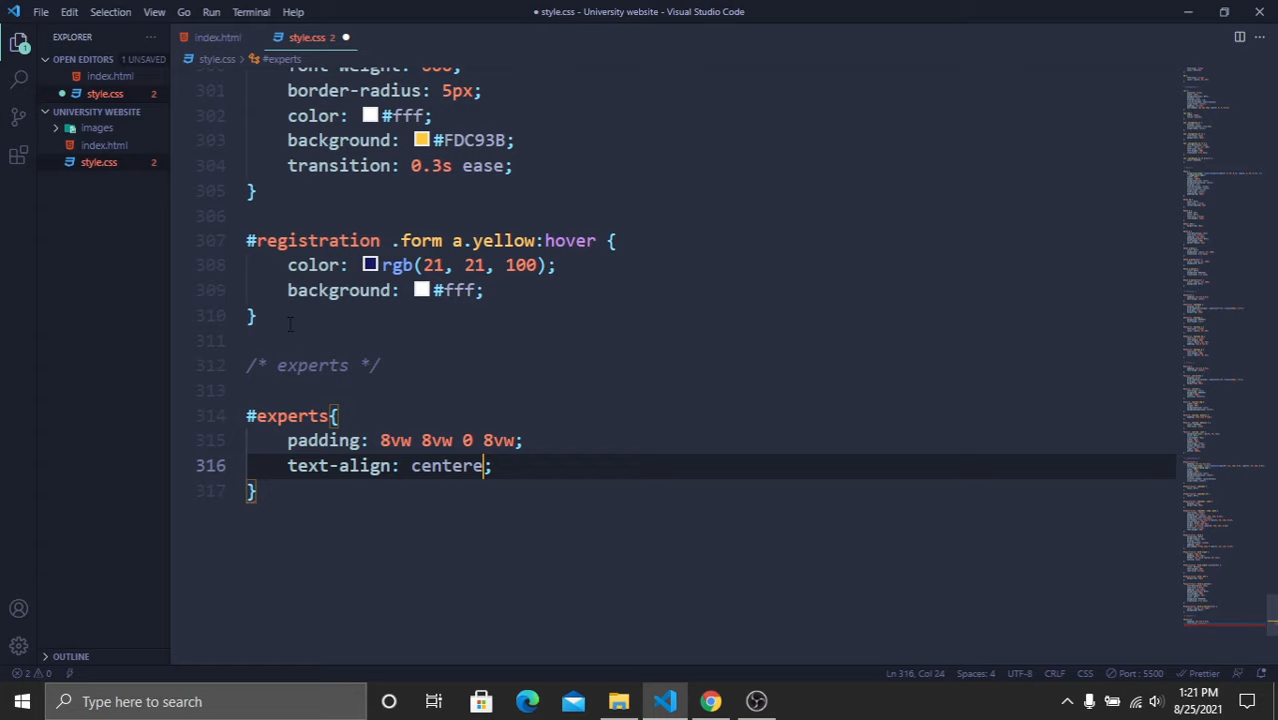 File Edit Selection View Go Run Terminal Help
● style.css - University website - Visual Studio Code
EXPLORER
index.html
style.css 2
OPEN EDITORS 1 UNSAVED
index.html
style.css 2
UNIVERSITY WEBSITE
images
index.html
style.css 2
OUTLINE
style.css > #experts
301 border-radius: 5px;
302 color: #fff;
303 background: #FDC93B;
304 transition: 0.3s ease;
305 }
306
307 #registration .form a.yellow:hover {
308 color: rgb(21, 21, 100);
309 background: #fff;
310 }
311
312 /* experts */
313
314 #experts{
315 padding: 8vw 8vw 0 8vw;
316 text-align: centere;
317 }
2 0
Ln 316, Col 24 Spaces: 4 UTF-8 CRLF CSS Port : 5500 Prettier
Type here to search
1:21 PM
8/25/2021